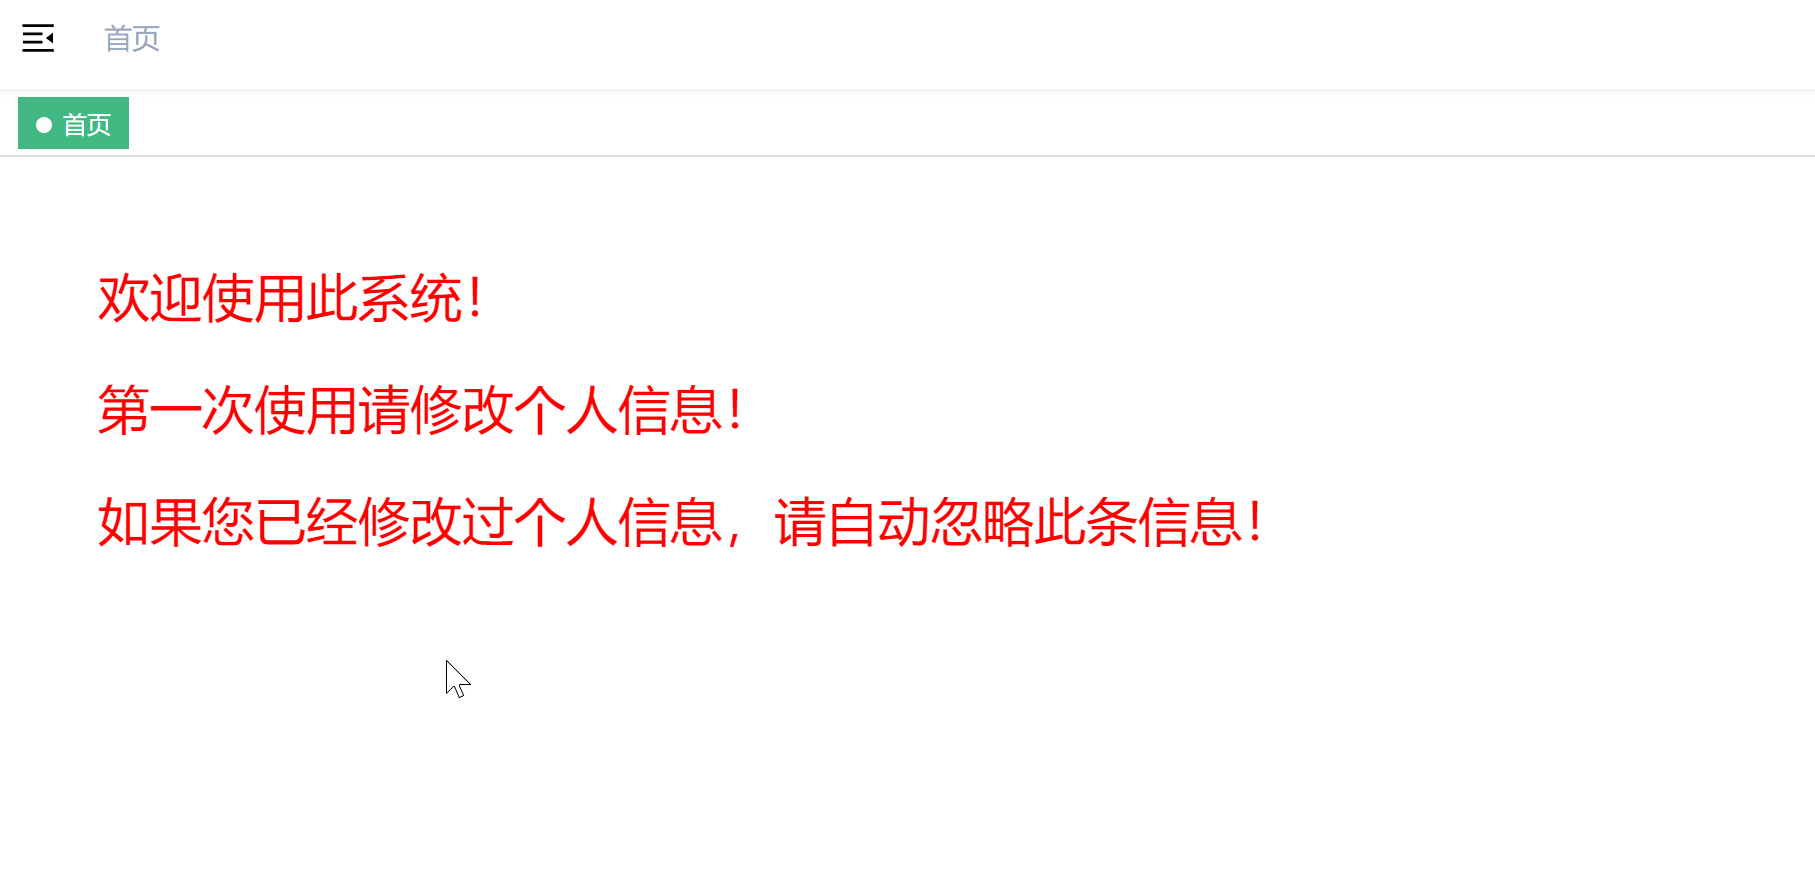 首页
首页
欢迎使用此系统！
第一次使用请修改个人信息！
如果您已经修改过个人信息，请自动忽略此条信息！